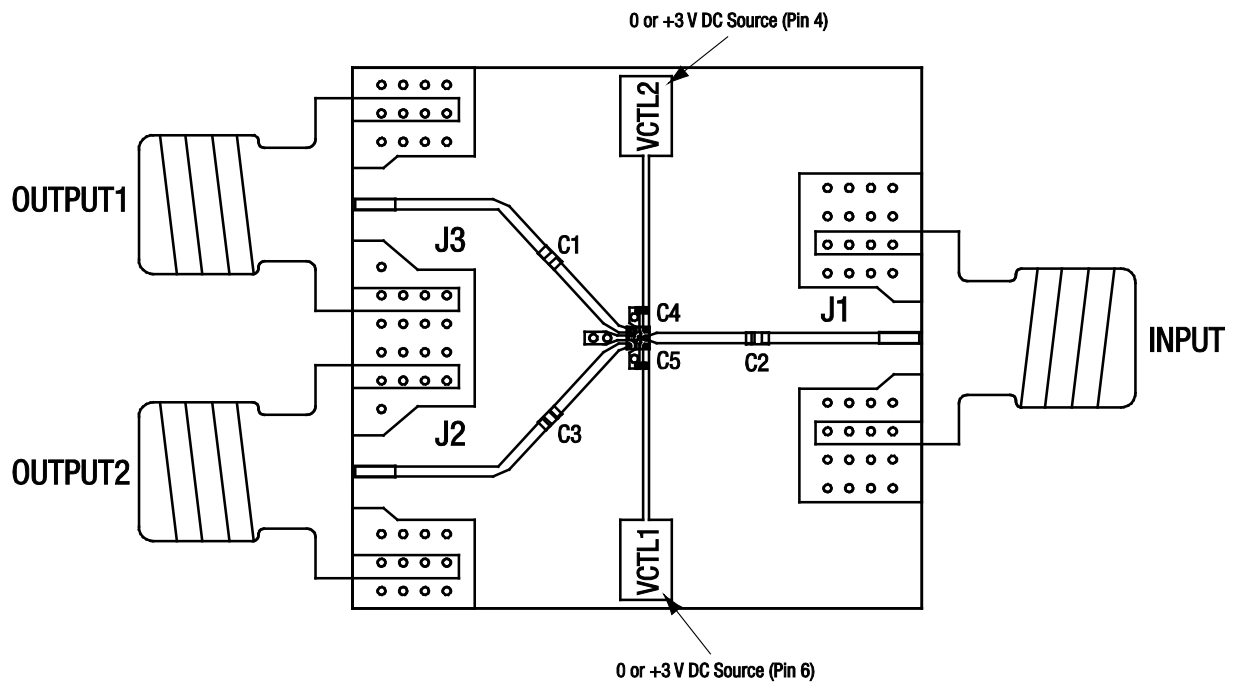 0 or +3 V DC Source (Pin 4)
VCTL2
OUTPUT1
J3
C1
C4
J1
INPUT
C5
C2
J2
C3
OUTPUT2
VCTL1
0 or +3 V DC Source (Pin 6)